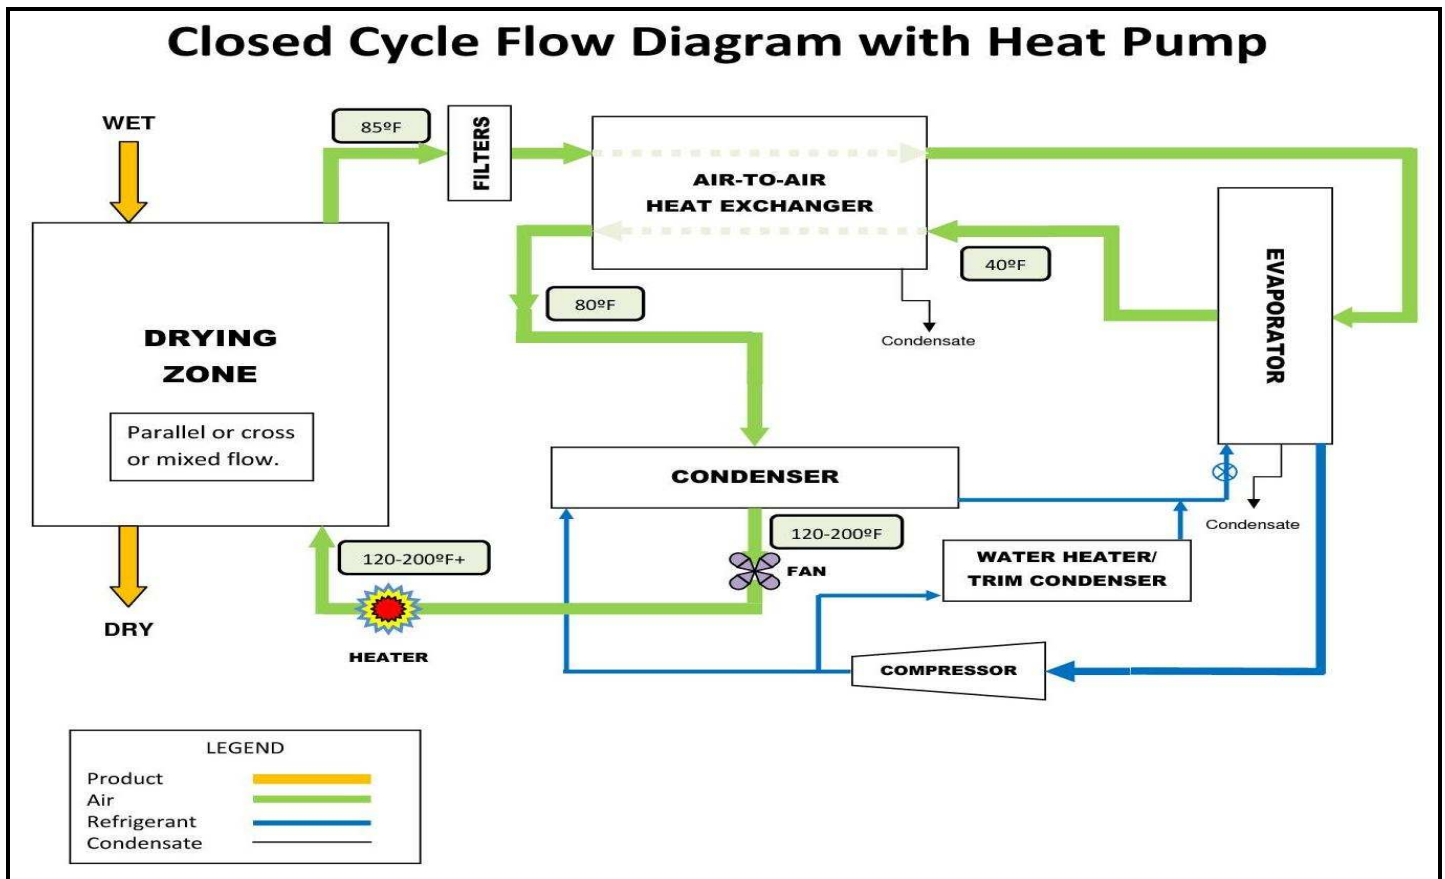 Closed Cycle Flow Diagram with Heat Pump
WET
85ºF
FILTERS
AIR-TO-AIR
HEAT EXCHANGER
40ºF
EVAPORATOR
80ºF
Condensate
DRYING
ZONE
Parallel or cross
or mixed flow.
CONDENSER
Condensate
120-200ºF+
120-200ºF
FAN
WATER HEATER/
TRIM CONDENSER
DRY
HEATER
COMPRESSOR
LEGEND
Product
Air
Refrigerant
Condensate